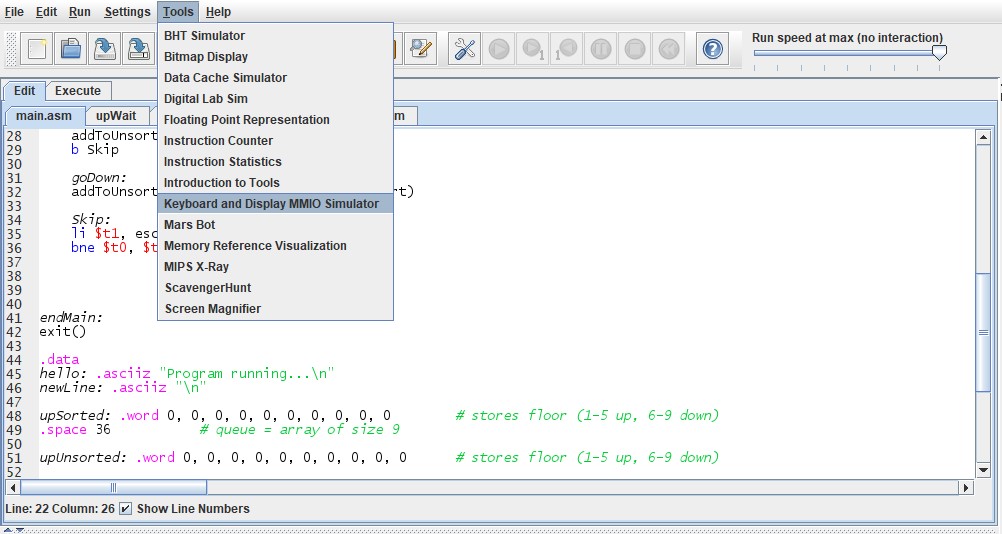 File Edit Run Settings Tools Help
Run speed at max (no interaction)
BHT Simulator
Bitmap Display
Data Cache Simulator
Digital Lab Sim
Floating Point Representation
Instruction Counter
Instruction Statistics
Introduction to Tools
Keyboard and Display MMIO Simulator
Mars Bot
Memory Reference Visualization
MIPS X-Ray
ScavengerHunt
Screen Magnifier
Edit Execute
main.asm upWait m
28 addToUnsort
29 b Skip
30
31 goDown:
32 addToUnsort rt)
33
34 Skip:
35 li $t1, esc
36 bne $t0, $t
37
38
39
40
41 endMain:
42 exit()
43
44 .data
45 hello: .asciiz "Program running...\n"
46 newLine: .asciiz "\n"
47
48 upSorted: .word 0, 0, 0, 0, 0, 0, 0, 0, 0, 0 # stores floor (1-5 up, 6-9 down)
49 .space 36 # queue = array of size 9
50
51 upUnsorted: .word 0, 0, 0, 0, 0, 0, 0, 0, 0, 0 # stores floor (1-5 up, 6-9 down)
52
Line: 22 Column: 26 Show Line Numbers